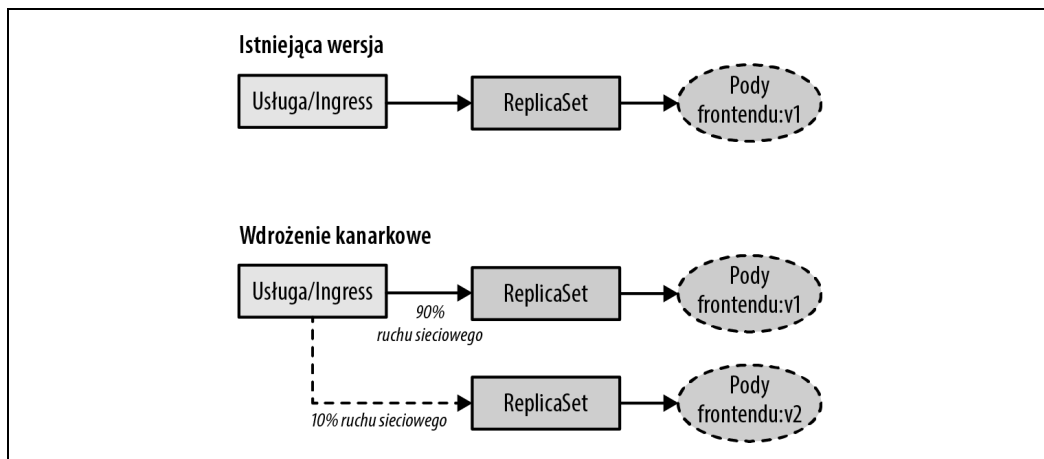 Istniejąca wersja
Usługa/Ingress
ReplicaSet
Pody
frontendu:v1
Wdrożenie kanarkowe
Usługa/Ingress
90%
ruchu sieciowego
ReplicaSet
Pody
frontendu:v1
10% ruchu sieciowego
ReplicaSet
Pody
frontendu:v2